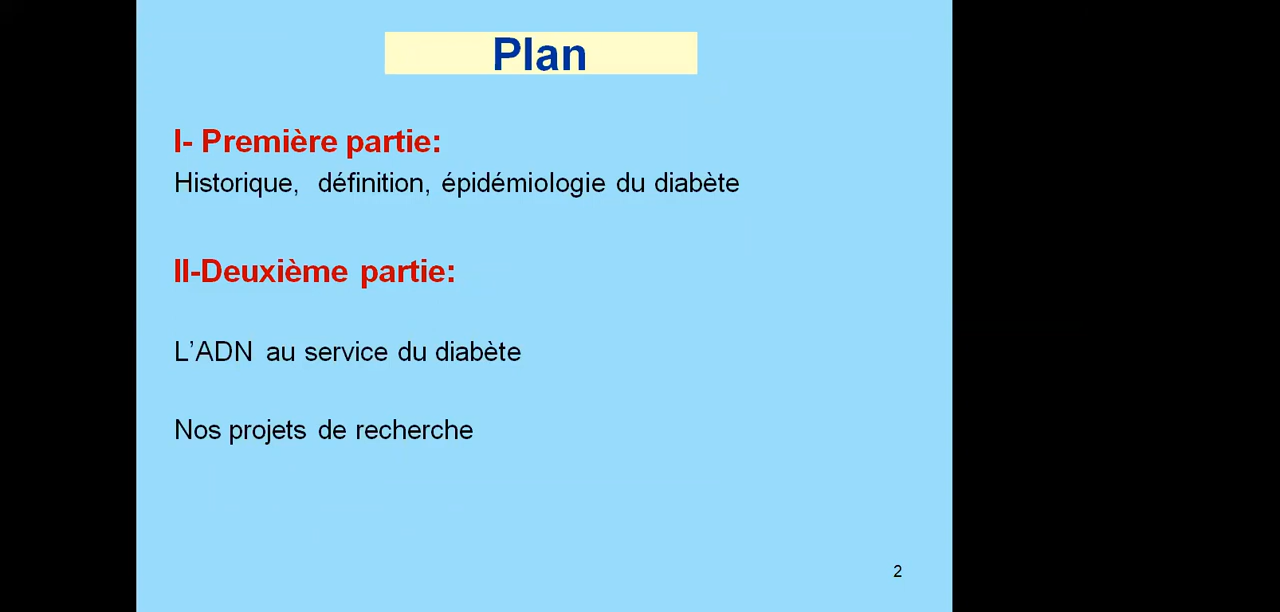 Plan
I- Première partie:
Historique, définition, épidémiologie du diabète
II-Deuxième partie:
L’ADN au service du diabète
Nos projets de recherche
2